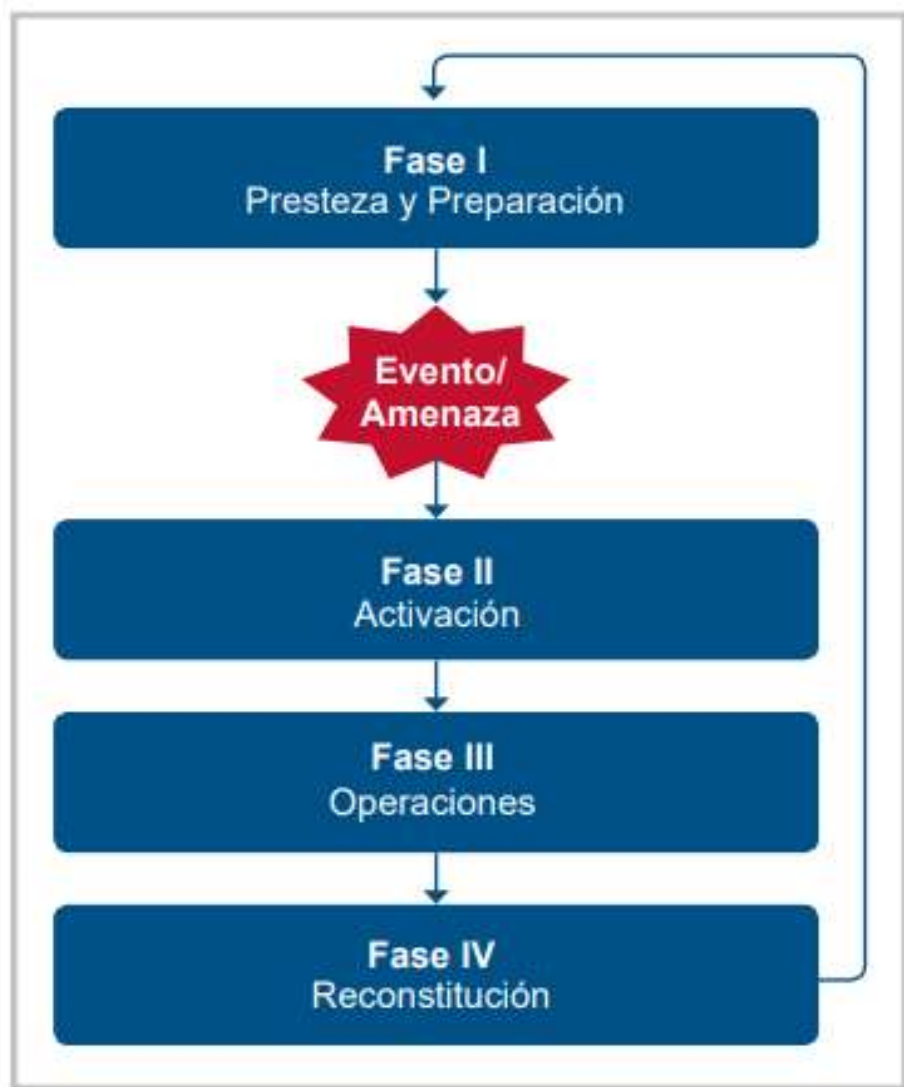 Fase I
Presteza y Preparación
Evento/
Amenaza
Fase II
Activación
Fase III
Operaciones
Fase IV
Reconstitución